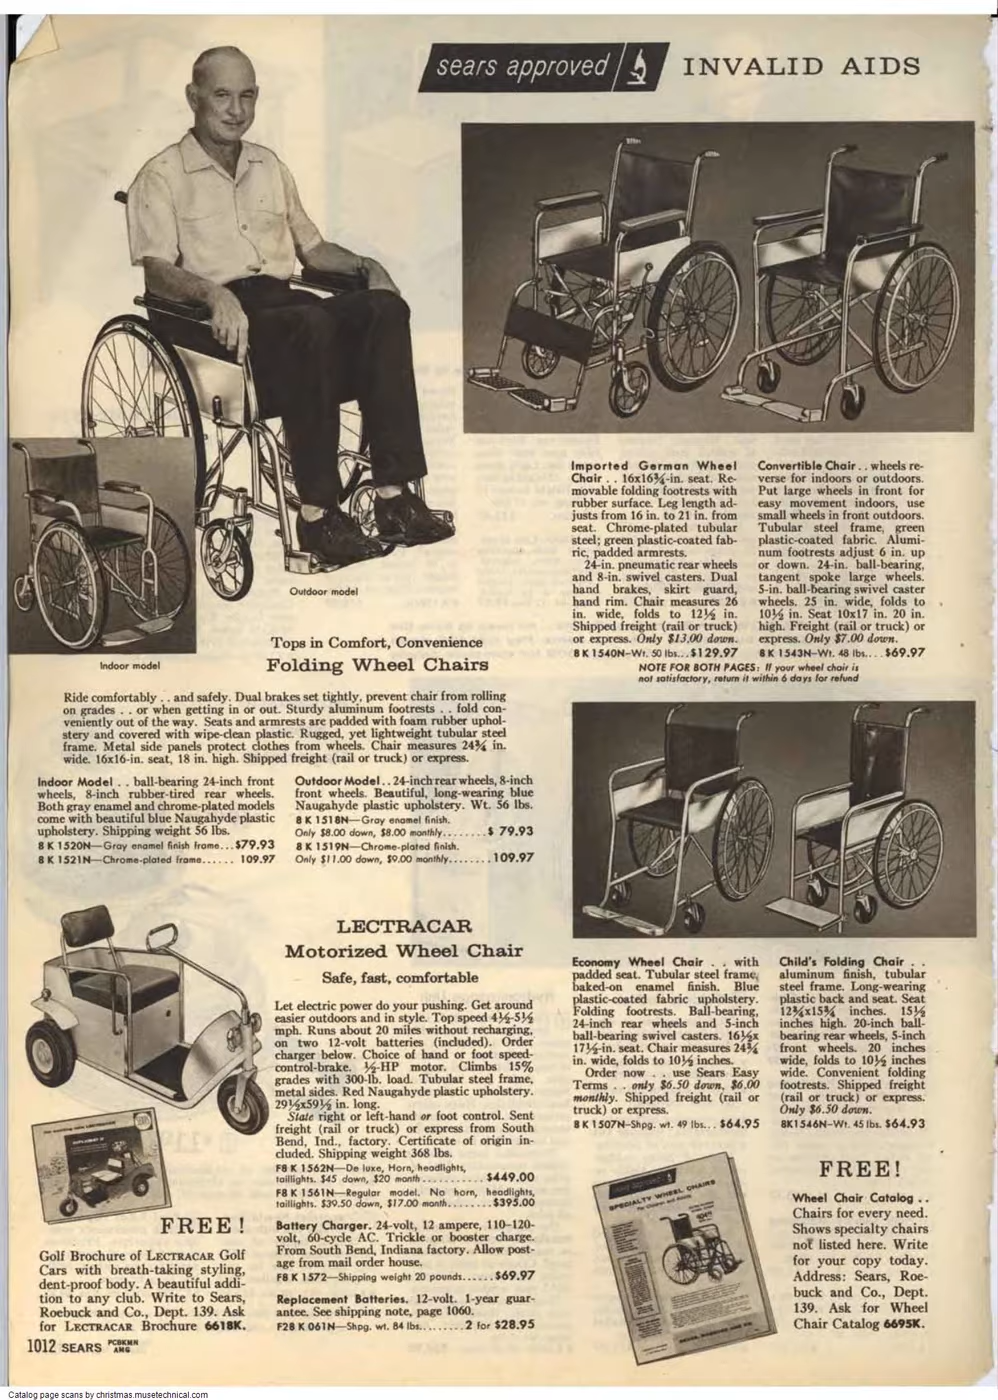 sears approved
INVALID AIDS
Outdoor model
Indoor model
Tops in Comfort, Convenience
Folding Wheel Chairs
Ride comfortably . . and safely. Dual brakes set tightly, prevent chair from rolling
on grades . . or when getting in or out. Sturdy aluminum footrests . . fold con-
veniently out of the way. Seats and armrests are padded with foam rubber uphol-
stery and covered with wipe-clean plastic. Rugged, yet lightweight tubular steel
frame. Metal side panels protect clothes from wheels. Chair measures 24¾ in.
wide. 16x16-in. seat, 18 in. high. Shipped freight (rail or truck) or express.
Indoor Model . . ball-bearing 24-inch front
wheels, 8-inch rubber-tired rear wheels.
Both gray enamel and chrome-plated models
come with beautiful blue Naugahyde plastic
upholstery. Shipping weight 56 lbs.
8 K 1520N—Gray enamel finish frame...$79.93
8 K 1521N—Chrome-plated frame...... 109.97
Outdoor Model . . 24-inch rear wheels, 8-inch
front wheels. Beautiful, long-wearing blue
Naugahyde plastic upholstery. Wt. 56 lbs.
8 K 1518N—Gray enamel finish.
Only $8.00 down, $8.00 monthly........$ 79.93
8 K 1519N—Chrome-plated finish.
Only $11.00 down, $9.00 monthly........109.97
Imported German Wheel
Chair . . 16x16¾-in. seat. Re-
movable folding footrests with
rubber surface. Leg length ad-
justs from 16 in. to 21 in. from
seat. Chrome-plated tubular
steel; green plastic-coated fab-
ric, padded armrests.
24-in. pneumatic rear wheels
and 8-in. swivel casters. Dual
hand brakes, skirt guard,
hand rim. Chair measures 26
in. wide, folds to 12½ in.
Shipped freight (rail or truck)
or express. Only $13.00 down.
8 K 1540N—Wt. 50 lbs...$129.97
Convertible Chair . . wheels re-
verse for indoors or outdoors.
Put large wheels in front for
easy movement indoors, use
small wheels in front outdoors.
Tubular steel frame, green
plastic-coated fabric. Alumi-
num footrests adjust 6 in. up
or down. 24-in. ball-bearing,
tangent spoke large wheels.
5-in. ball-bearing swivel caster
wheels. 25 in. wide, folds to
10½ in. Seat 10x17 in. 20 in.
high. Freight (rail or truck) or
express. Only $7.00 down.
8 K 1543N—Wt. 48 lbs....$69.97
NOTE FOR BOTH PAGES: If your wheel chair is
not satisfactory, return it within 6 days for refund
LECTRACAR
Motorized Wheel Chair
Safe, fast, comfortable
Let electric power do your pushing. Get around
easier outdoors and in style. Top speed 4½-5½
mph. Runs about 20 miles without recharging,
on two 12-volt batteries (included). Order
charger below. Choice of hand or foot speed-
control-brake. ½-HP motor. Climbs 15%
grades with 300-lb. load. Tubular steel frame,
metal sides. Red Naugahyde plastic upholstery.
29½x59½ in. long.
State right or left-hand or foot control. Sent
freight (rail or truck) or express from South
Bend, Ind., factory. Certificate of origin in-
cluded. Shipping weight 368 lbs.
F8 K 1562N—De luxe, Horn, headlights,
taillights. $45 down, $20 month...........$449.00
F8 K 1561N—Regular model. No horn, headlights,
taillights. $39.50 down, $17.00 month........$395.00
Battery Charger. 24-volt, 12 ampere, 110-120-
volt, 60-cycle AC. Trickle or booster charge.
From South Bend, Indiana factory. Allow post-
age from mail order house.
F8 K 1572—Shipping weight 20 pounds......$69.97
Replacement Batteries. 12-volt. 1-year guar-
antee. See shipping note, page 1060.
F28 K 061N—Shpg. wt. 84 lbs.........2 for $28.95
FREE!
Golf Brochure of LECTRACAR Golf
Cars with breath-taking styling,
dent-proof body. A beautiful addi-
tion to any club. Write to Sears,
Roebuck and Co., Dept. 139. Ask
for LECTRACAR Brochure 6618K.
Economy Wheel Chair . . with
padded seat. Tubular steel frame,
baked-on enamel finish. Blue
plastic-coated fabric upholstery.
Folding footrests. Ball-bearing,
24-inch rear wheels and 5-inch
ball-bearing swivel casters. 16½x
17½-in. seat. Chair measures 24¾
in. wide, folds to 10½ inches.
Order now . . use Sears Easy
Terms . . only $6.50 down, $6.00
monthly. Shipped freight (rail or
truck) or express.
8 K 1507N—Shpg. wt. 49 lbs... $64.95
Child's Folding Chair . .
aluminum finish, tubular
steel frame. Long-wearing
plastic back and seat. Seat
12¾x15¾ inches. 15½
inches high. 20-inch ball-
bearing rear wheels, 5-inch
front wheels. 20 inches
wide, folds to 10½ inches
wide. Convenient folding
footrests. Shipped freight
(rail or truck) or express.
Only $6.50 down.
8K1546N—Wt. 45 lbs. $64.93
SPECIALTY WHEEL CHAIRS
FREE!
Wheel Chair Catalog . .
Chairs for every need.
Shows specialty chairs
not listed here. Write
for your copy today.
Address: Sears, Roe-
buck and Co., Dept.
139. Ask for Wheel
Chair Catalog 6695K.
1012 SEARS PCBKMN AMG
Catalog page scans by christmas.musetechnical.com